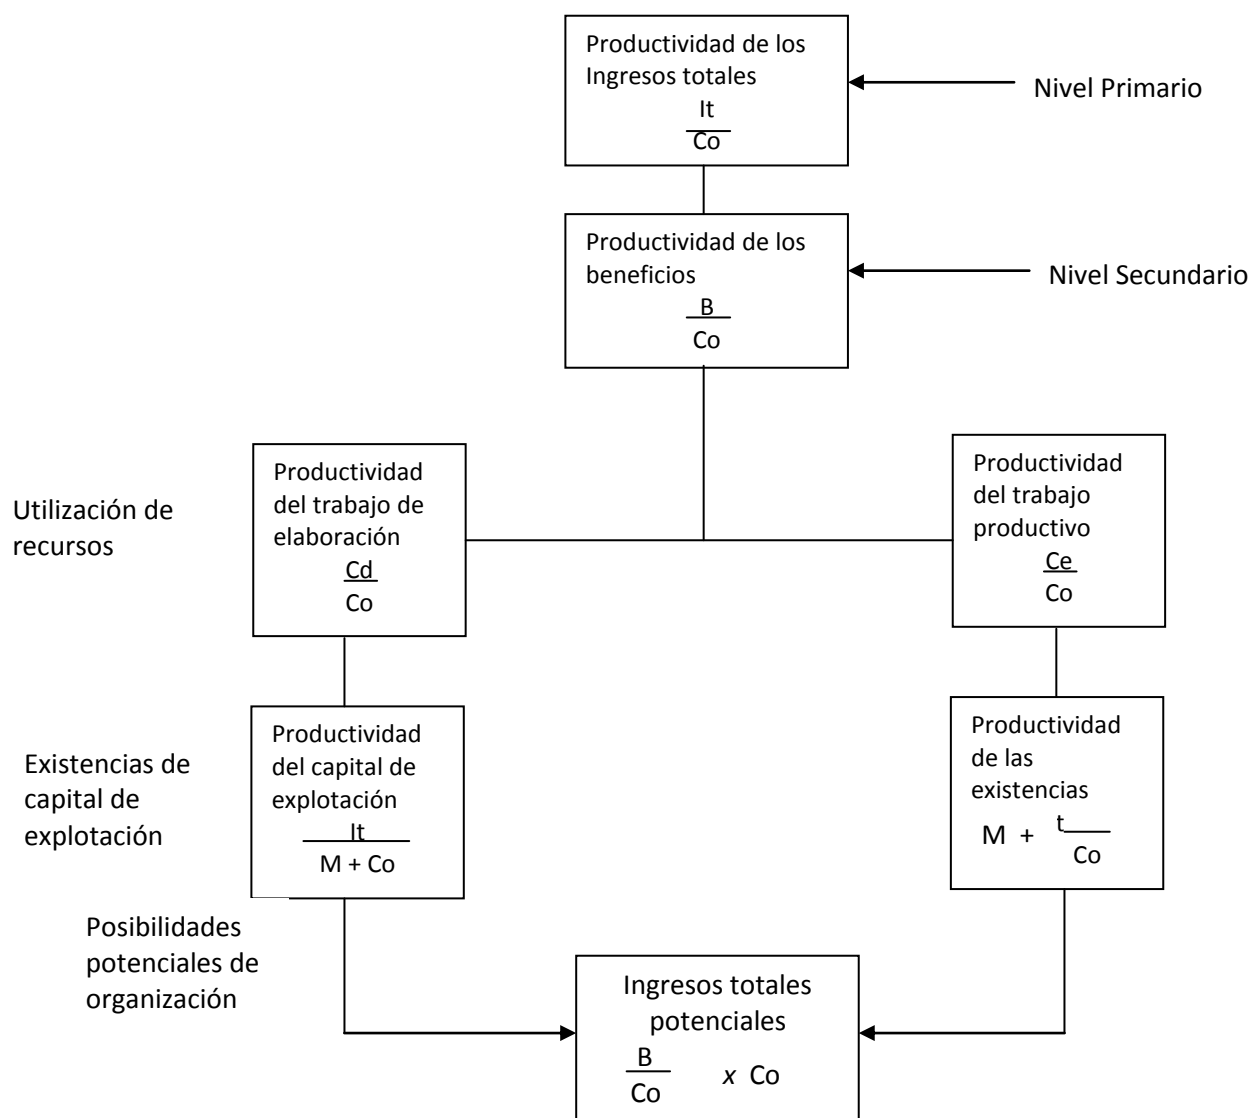 Productividad de los
Ingresos totales
It
Co
Nivel Primario
Productividad de los
beneficios
B
Co
Nivel Secundario
Utilización de
recursos
Productividad
del trabajo de
elaboración
Cd
Co
Productividad
del trabajo
productivo
Ce
Co
Existencias de
capital de
explotación
Productividad
del capital de
explotación
It
M + Co
Productividad
de las
existencias
M + t
Co
Posibilidades
potenciales de
organización
Ingresos totales
potenciales
B
Co
x Co